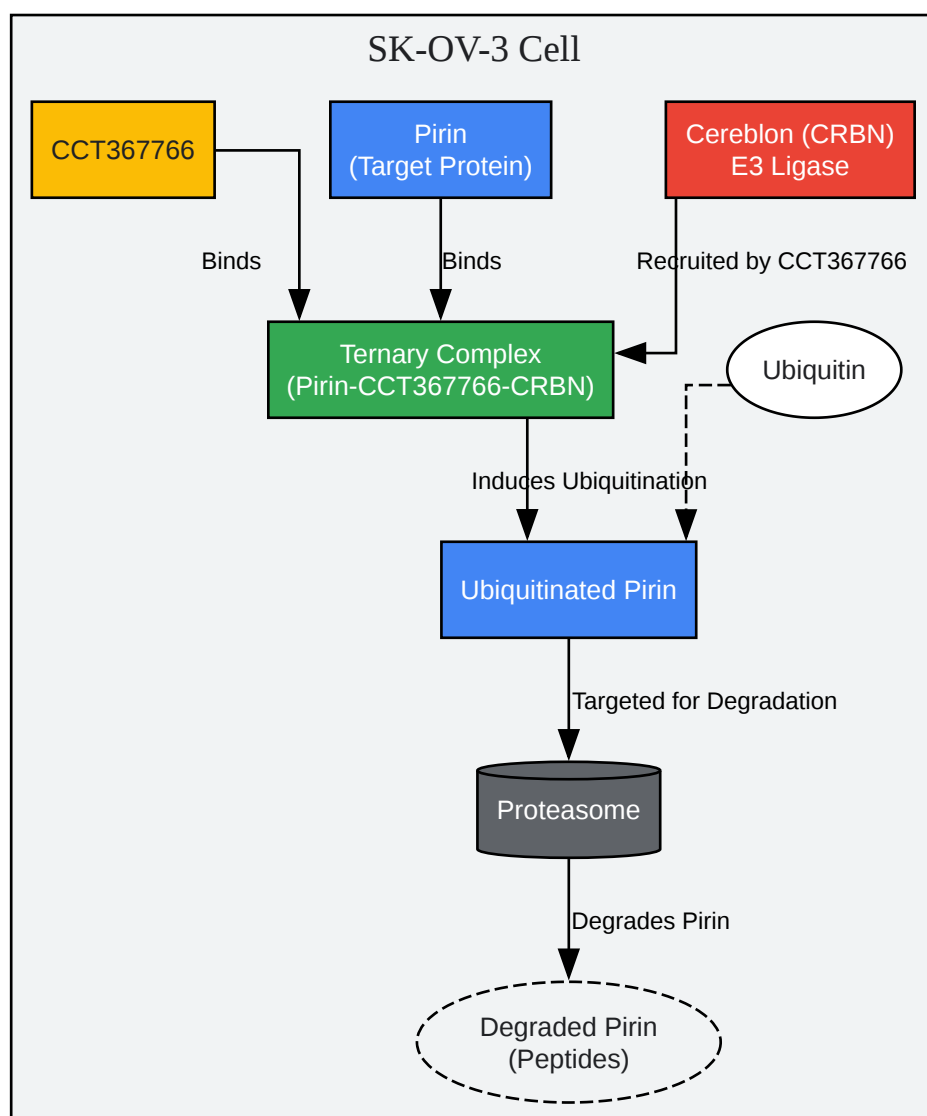 SK-OV-3 Cell
CCT367766
Pirin
(Target Protein)
Cereblon (CRBN)
E3 Ligase
Binds
Binds
Recruited by CCT367766
Ternary Complex
(Pirin-CCT367766-CRBN)
Ubiquitin
Induces Ubiquitination
Ubiquitinated Pirin
Targeted for Degradation
Proteasome
Degrades Pirin
Degraded Pirin
(Peptides)